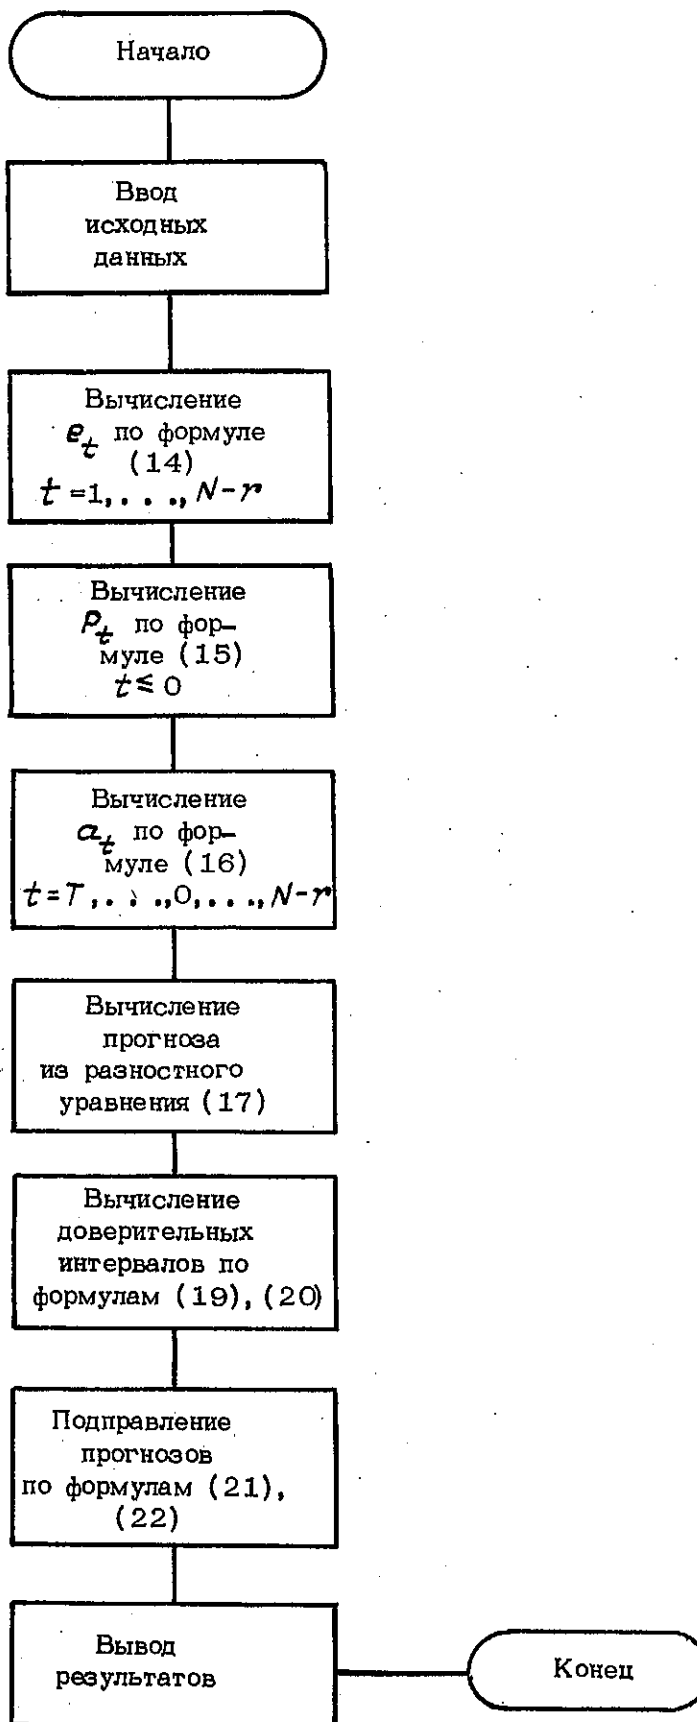 Начало
Ввод
исходных
данных
Вычисление
e_t по формуле
(14)
t=1,...,N-r
Вычисление
P_t по фор-
муле (15)
t≤0
Вычисление
a_t по фор-
муле (16)
t=T,...,0,...,N-r
Вычисление
прогноза
из разностного
уравнения (17)
Вычисление
доверительных
интервалов по
формулам (19), (20)
Подправление
прогнозов
по формулам (21),
(22)
Вывод
результатов
Конец